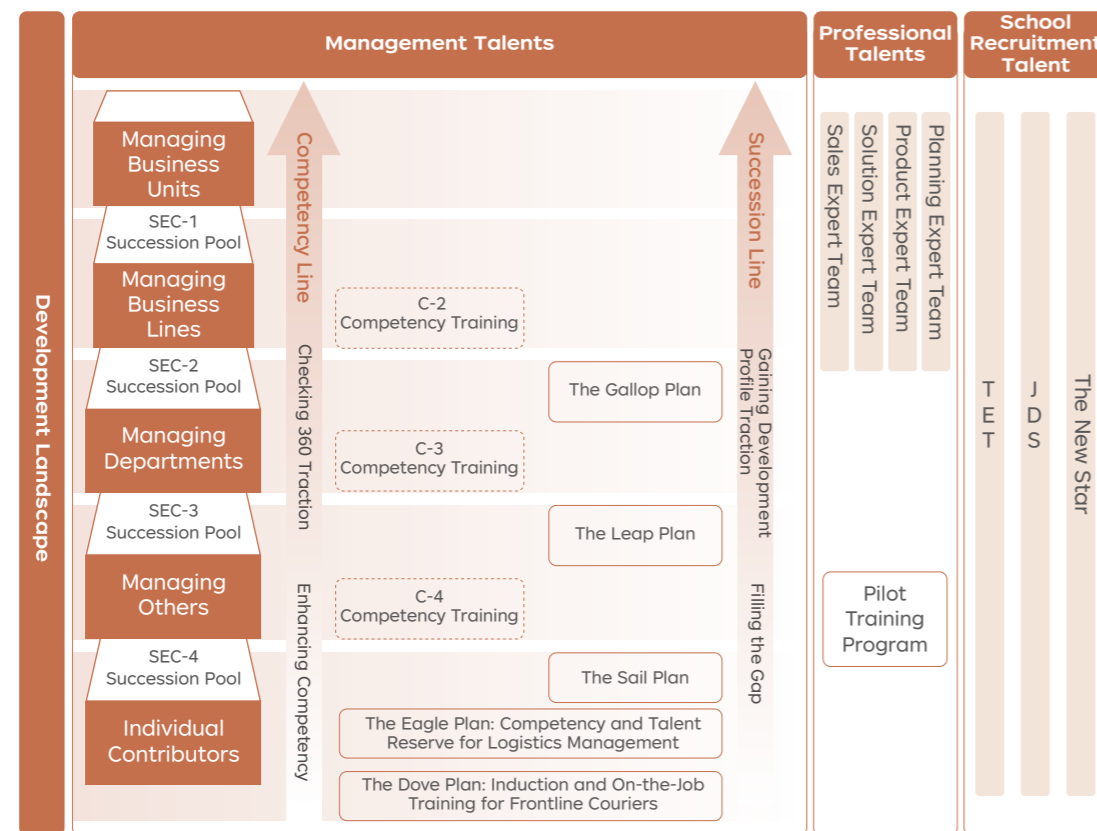 Development Landscape
Management Talents
Professional
Talents
School
Recruitment
Talent
Managing
Business
Units
SEC-1
Succession Pool
Managing
Business
Lines
SEC-2
Succession Pool
Managing
Departments
SEC-3
Succession Pool
Managing
Others
SEC-4
Succession Pool
Individual
Contributors
Competency Line
Checking 360 Traction
Enhancing Competency
C-2
Competency Training
C-3
Competency Training
C-4
Competency Training
The Gallop Plan
The Leap Plan
The Sail Plan
The Eagle Plan: Competency and Talent
Reserve for Logistics Management
The Dove Plan: Induction and On-the-Job
Training for Frontline Couriers
Succession Line
Gaining Development
Profile Traction
Filling the Gap
Sales Expert Team
Solution Expert Team
Product Expert Team
Planning Expert Team
Pilot
Training
Program
TET
JDS
The New Star